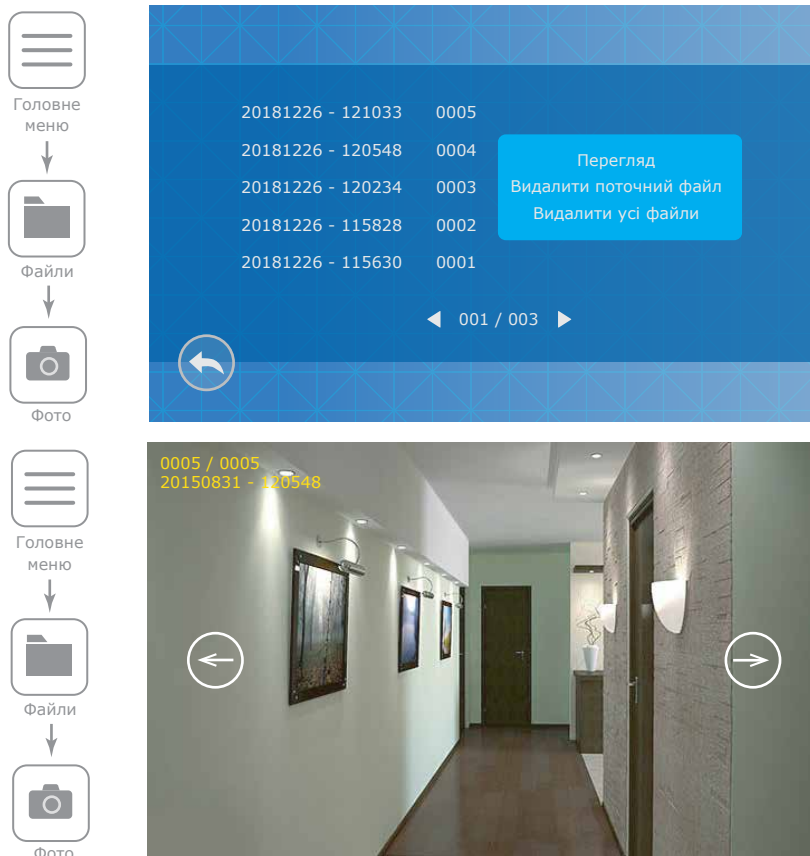 Головне
меню
Файли
Фото
20181226 - 121033 0005
20181226 - 120548 0004
20181226 - 120234 0003
20181226 - 115828 0002
20181226 - 115630 0001
Перегляд
Видалити поточний файл
Видалити усі файли
001 / 003
Головне
меню
Файли
Фото
0005 / 0005
20150831 - 120548